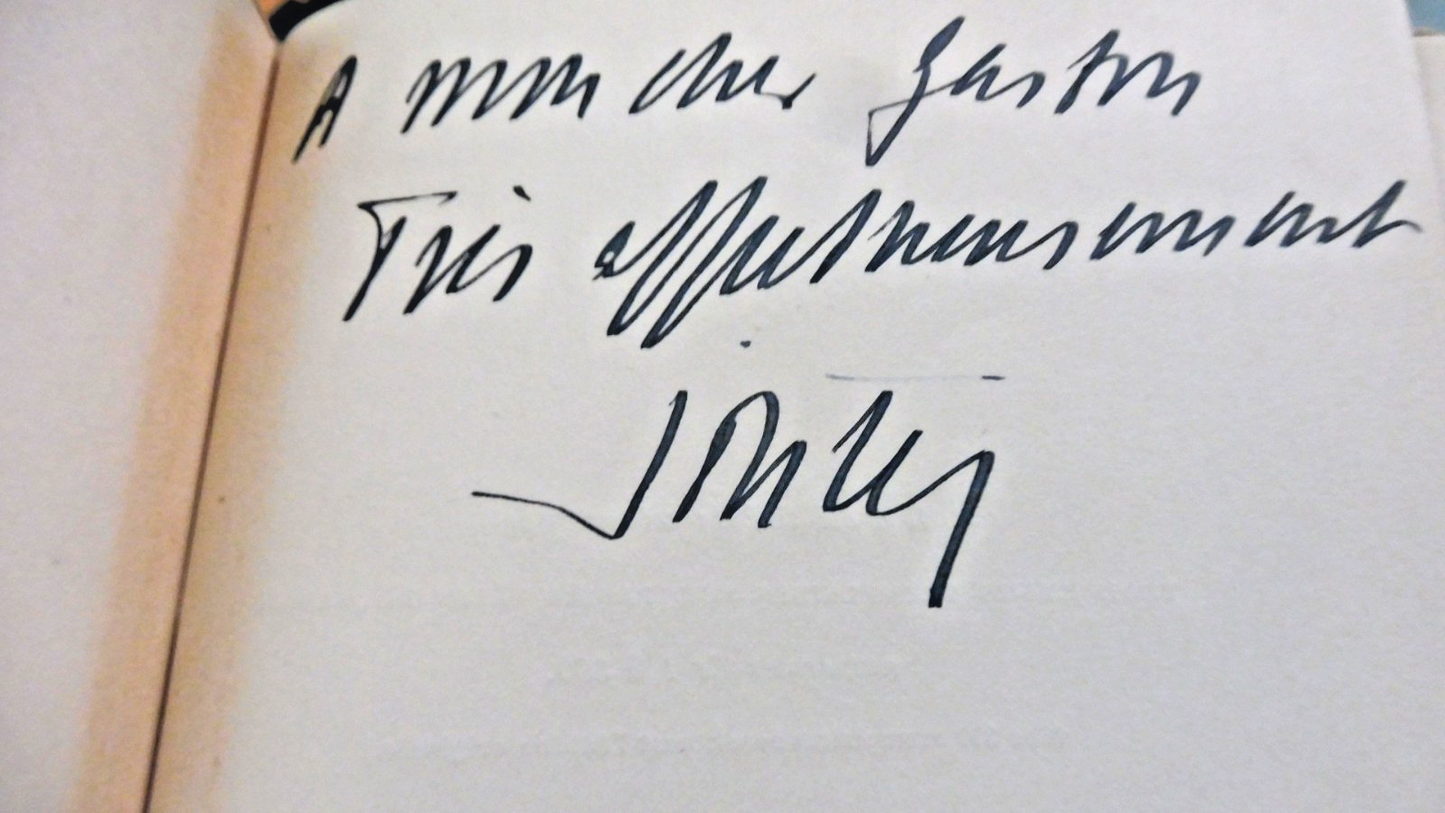 A mon cher Gaston
Très affectueusement